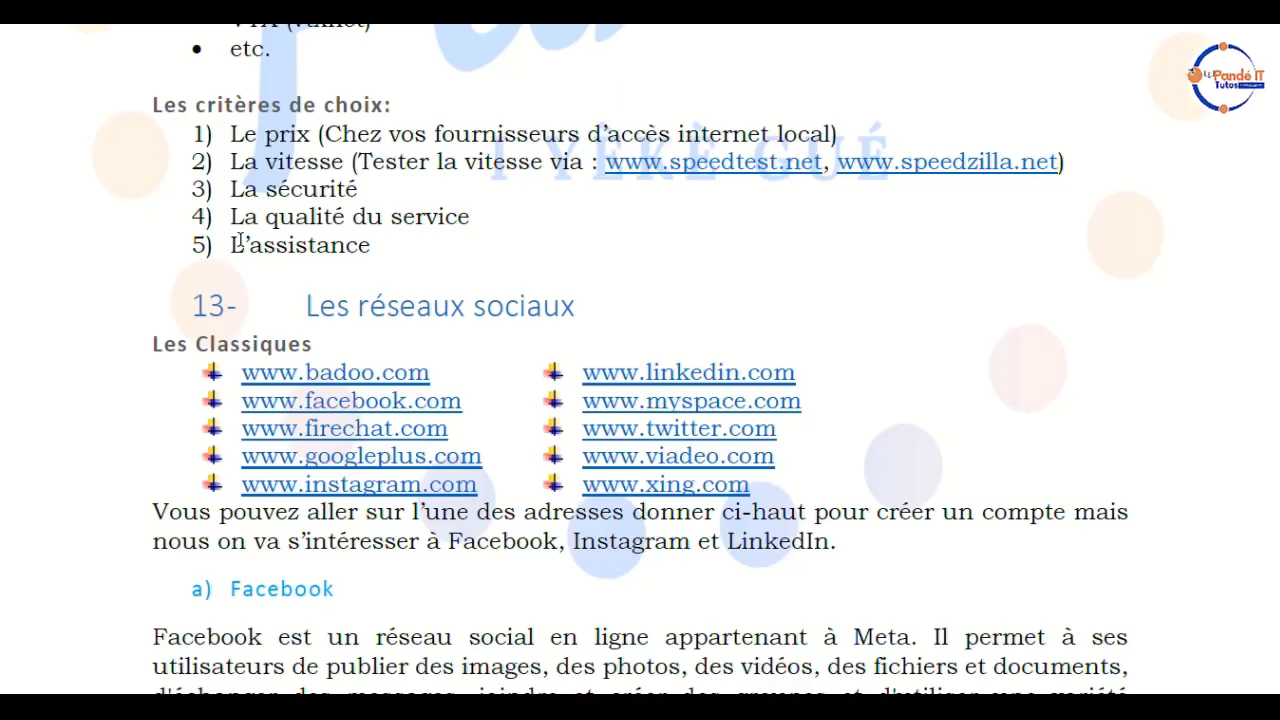 etc.
Les critères de choix:
1) Le prix (Chez vos fournisseurs d'accès internet local)
2) La vitesse (Tester la vitesse via : www.speedtest.net, www.speedzilla.net)
3) La sécurité
4) La qualité du service
5) L'assistance
I YÈKÈ GUÉ
13- Les réseaux sociaux
Les Classiques
www.badoo.com
www.facebook.com
www.firechat.com
www.googleplus.com
www.instagram.com
www.linkedin.com
www.myspace.com
www.twitter.com
www.viadeo.com
www.xing.com
Vous pouvez aller sur l'une des adresses donner ci-haut pour créer un compte mais
nous on va s'intéresser à Facebook, Instagram et LinkedIn.
a) Facebook
Facebook est un réseau social en ligne appartenant à Meta. Il permet à ses
utilisateurs de publier des images, des photos, des vidéos, des fichiers et documents,
Pandé IT
Tutos